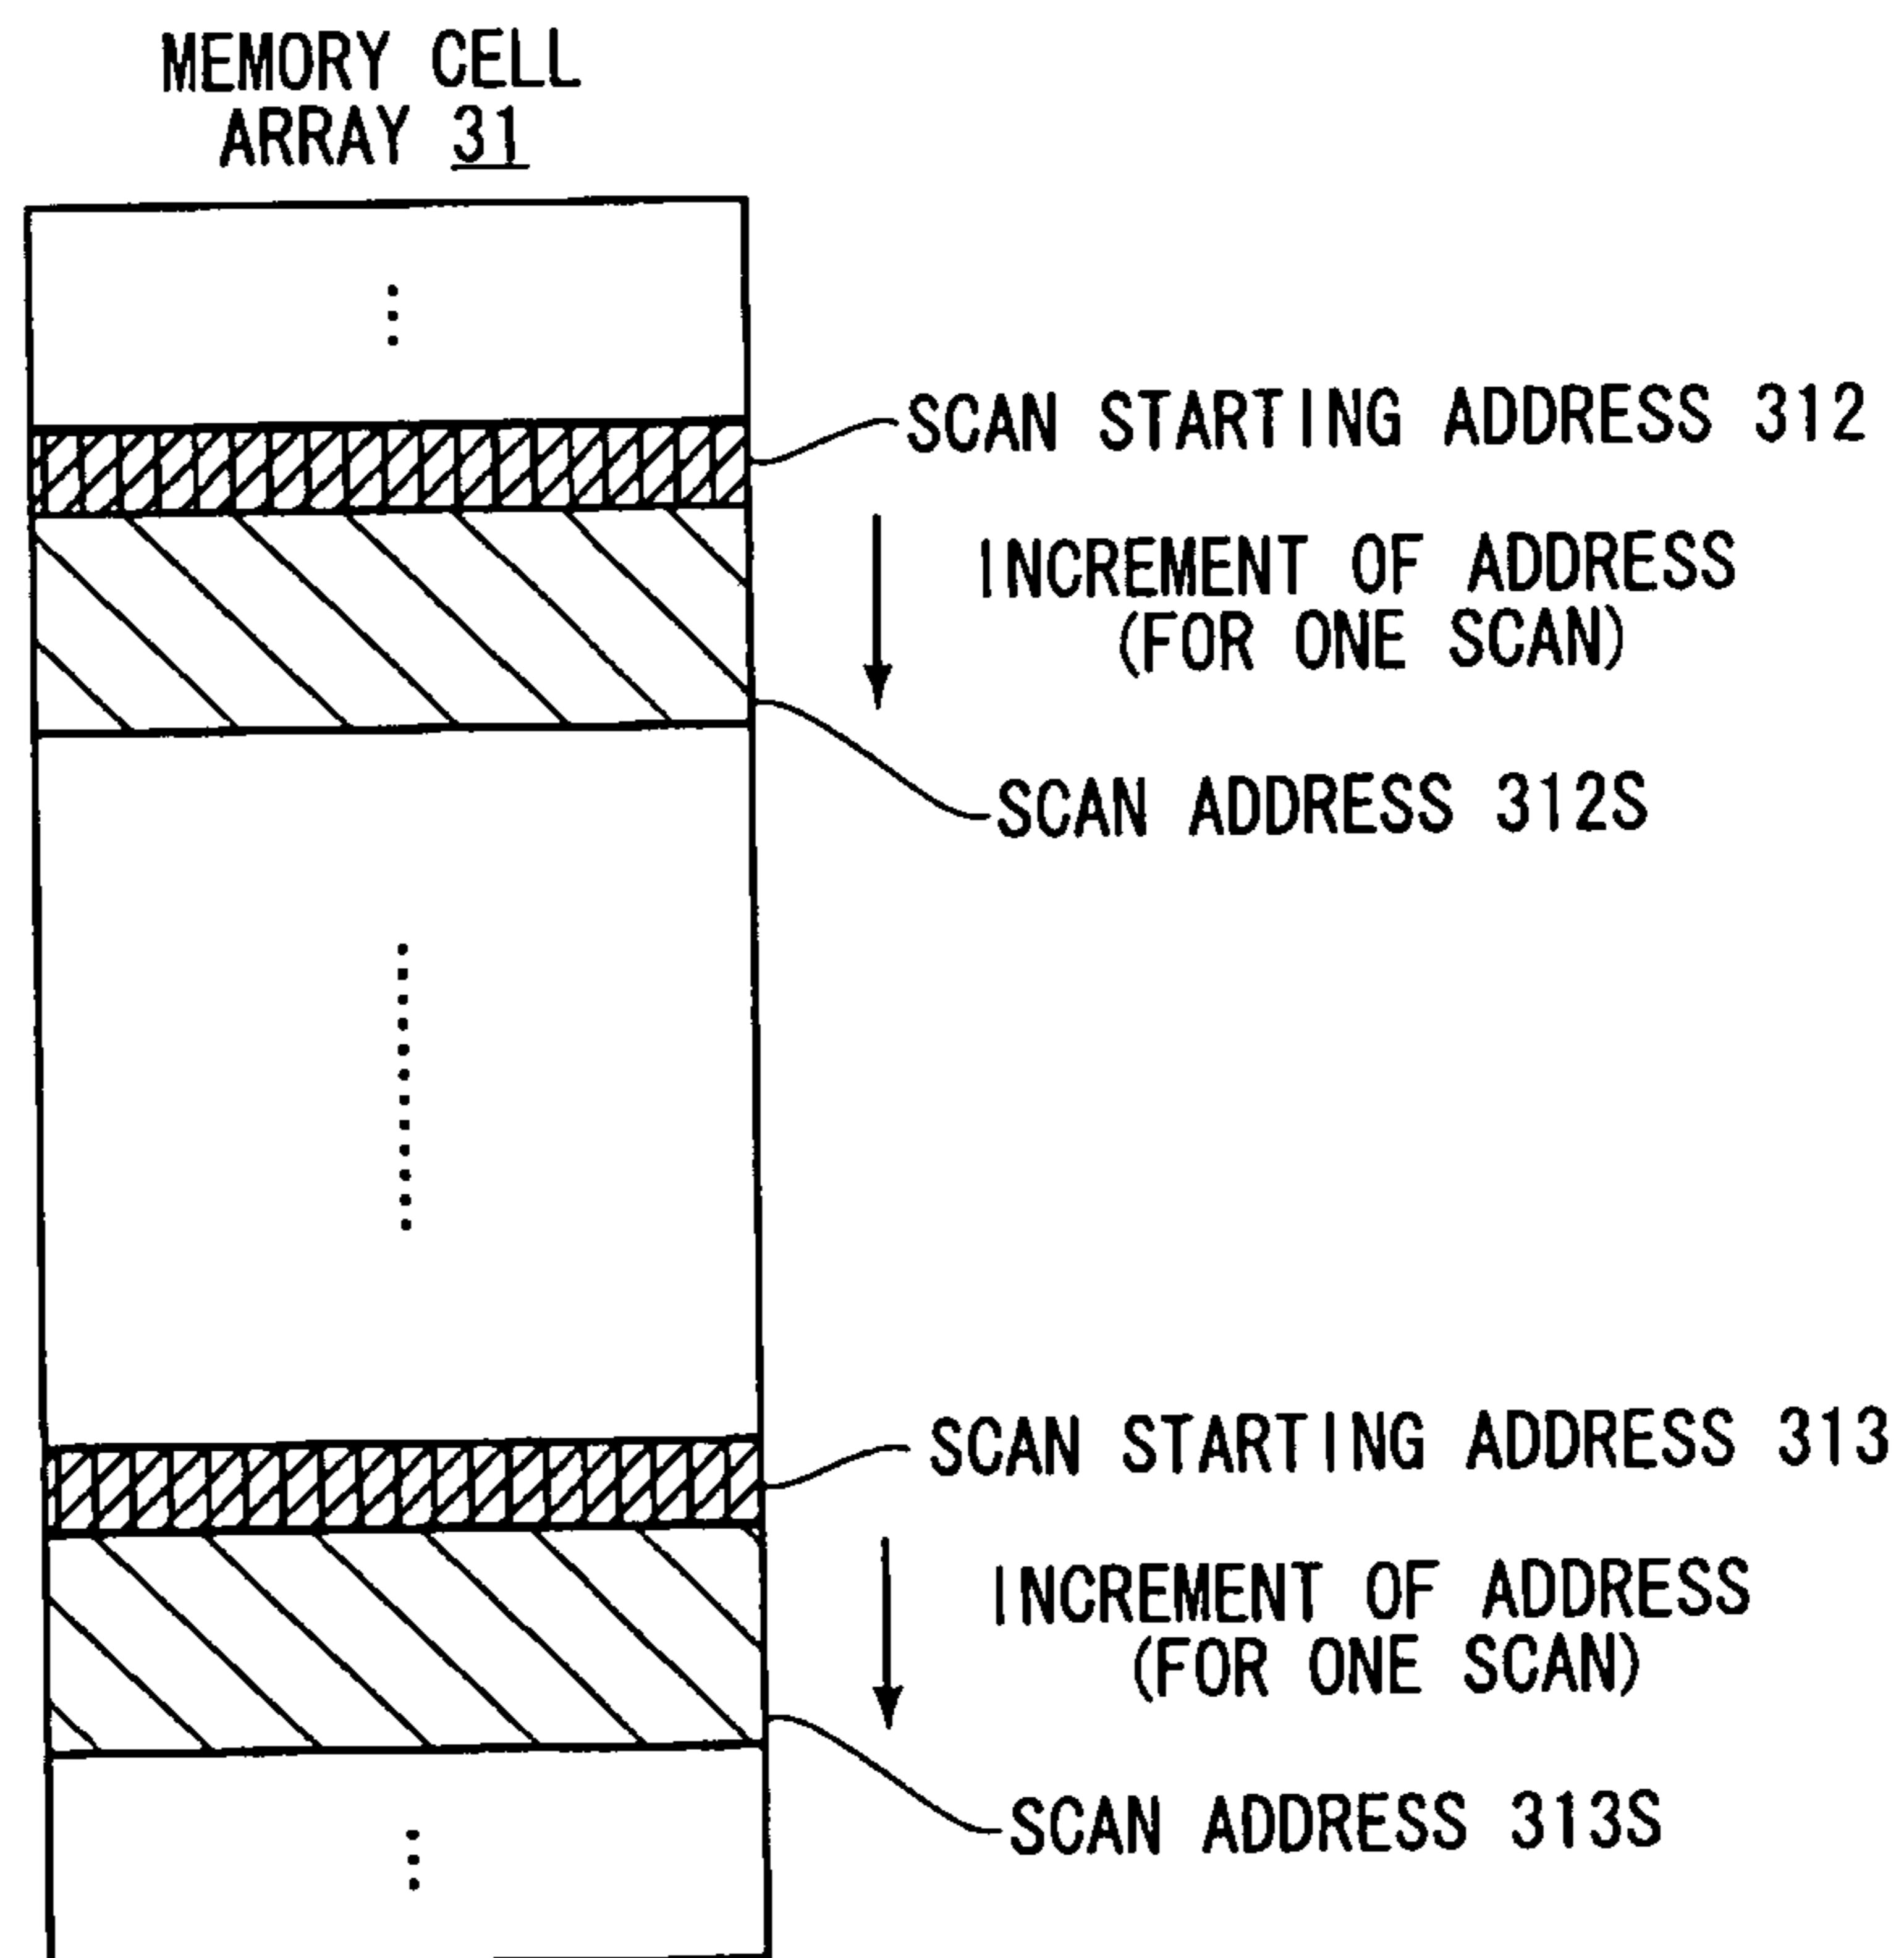 MEMORY CELL
ARRAY 31
SCAN STARTING ADDRESS 312
INCREMENT OF ADDRESS
(FOR ONE SCAN)
SCAN ADDRESS 312S
SCAN STARTING ADDRESS 313
INCREMENT OF ADDRESS
(FOR ONE SCAN)
SCAN ADDRESS 313S